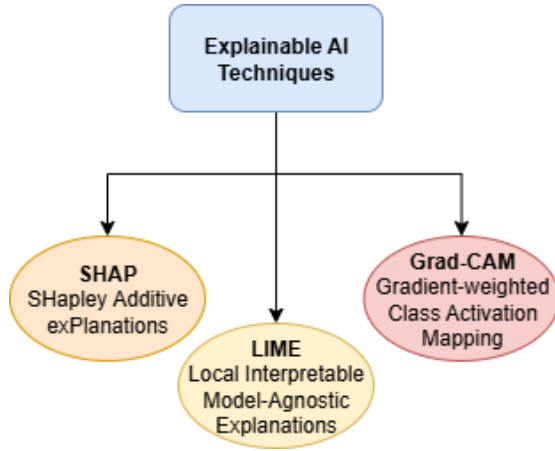 Explainable AI
Techniques
SHAP
SHapley Additive
exPlanations
LIME
Local Interpretable
Model-Agnostic
Explanations
Grad-CAM
Gradient-weighted
Class Activation
Mapping